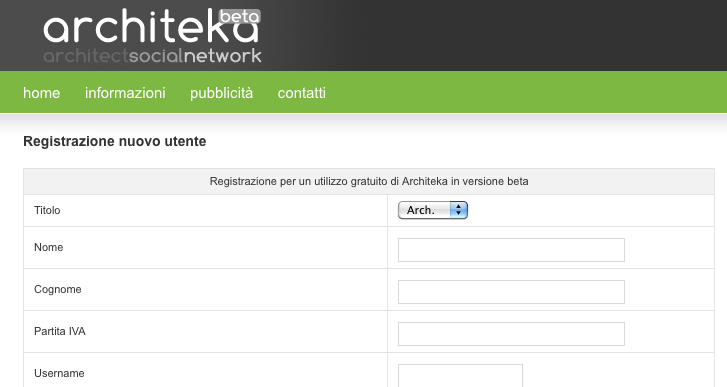 architeka beta
architectsocialnetwork
home informazioni pubblicità contatti
Registrazione nuovo utente
Registrazione per un utilizzo gratuito di Architeka in versione beta
Titolo Arch.
Nome
Cognome
Partita IVA
Username